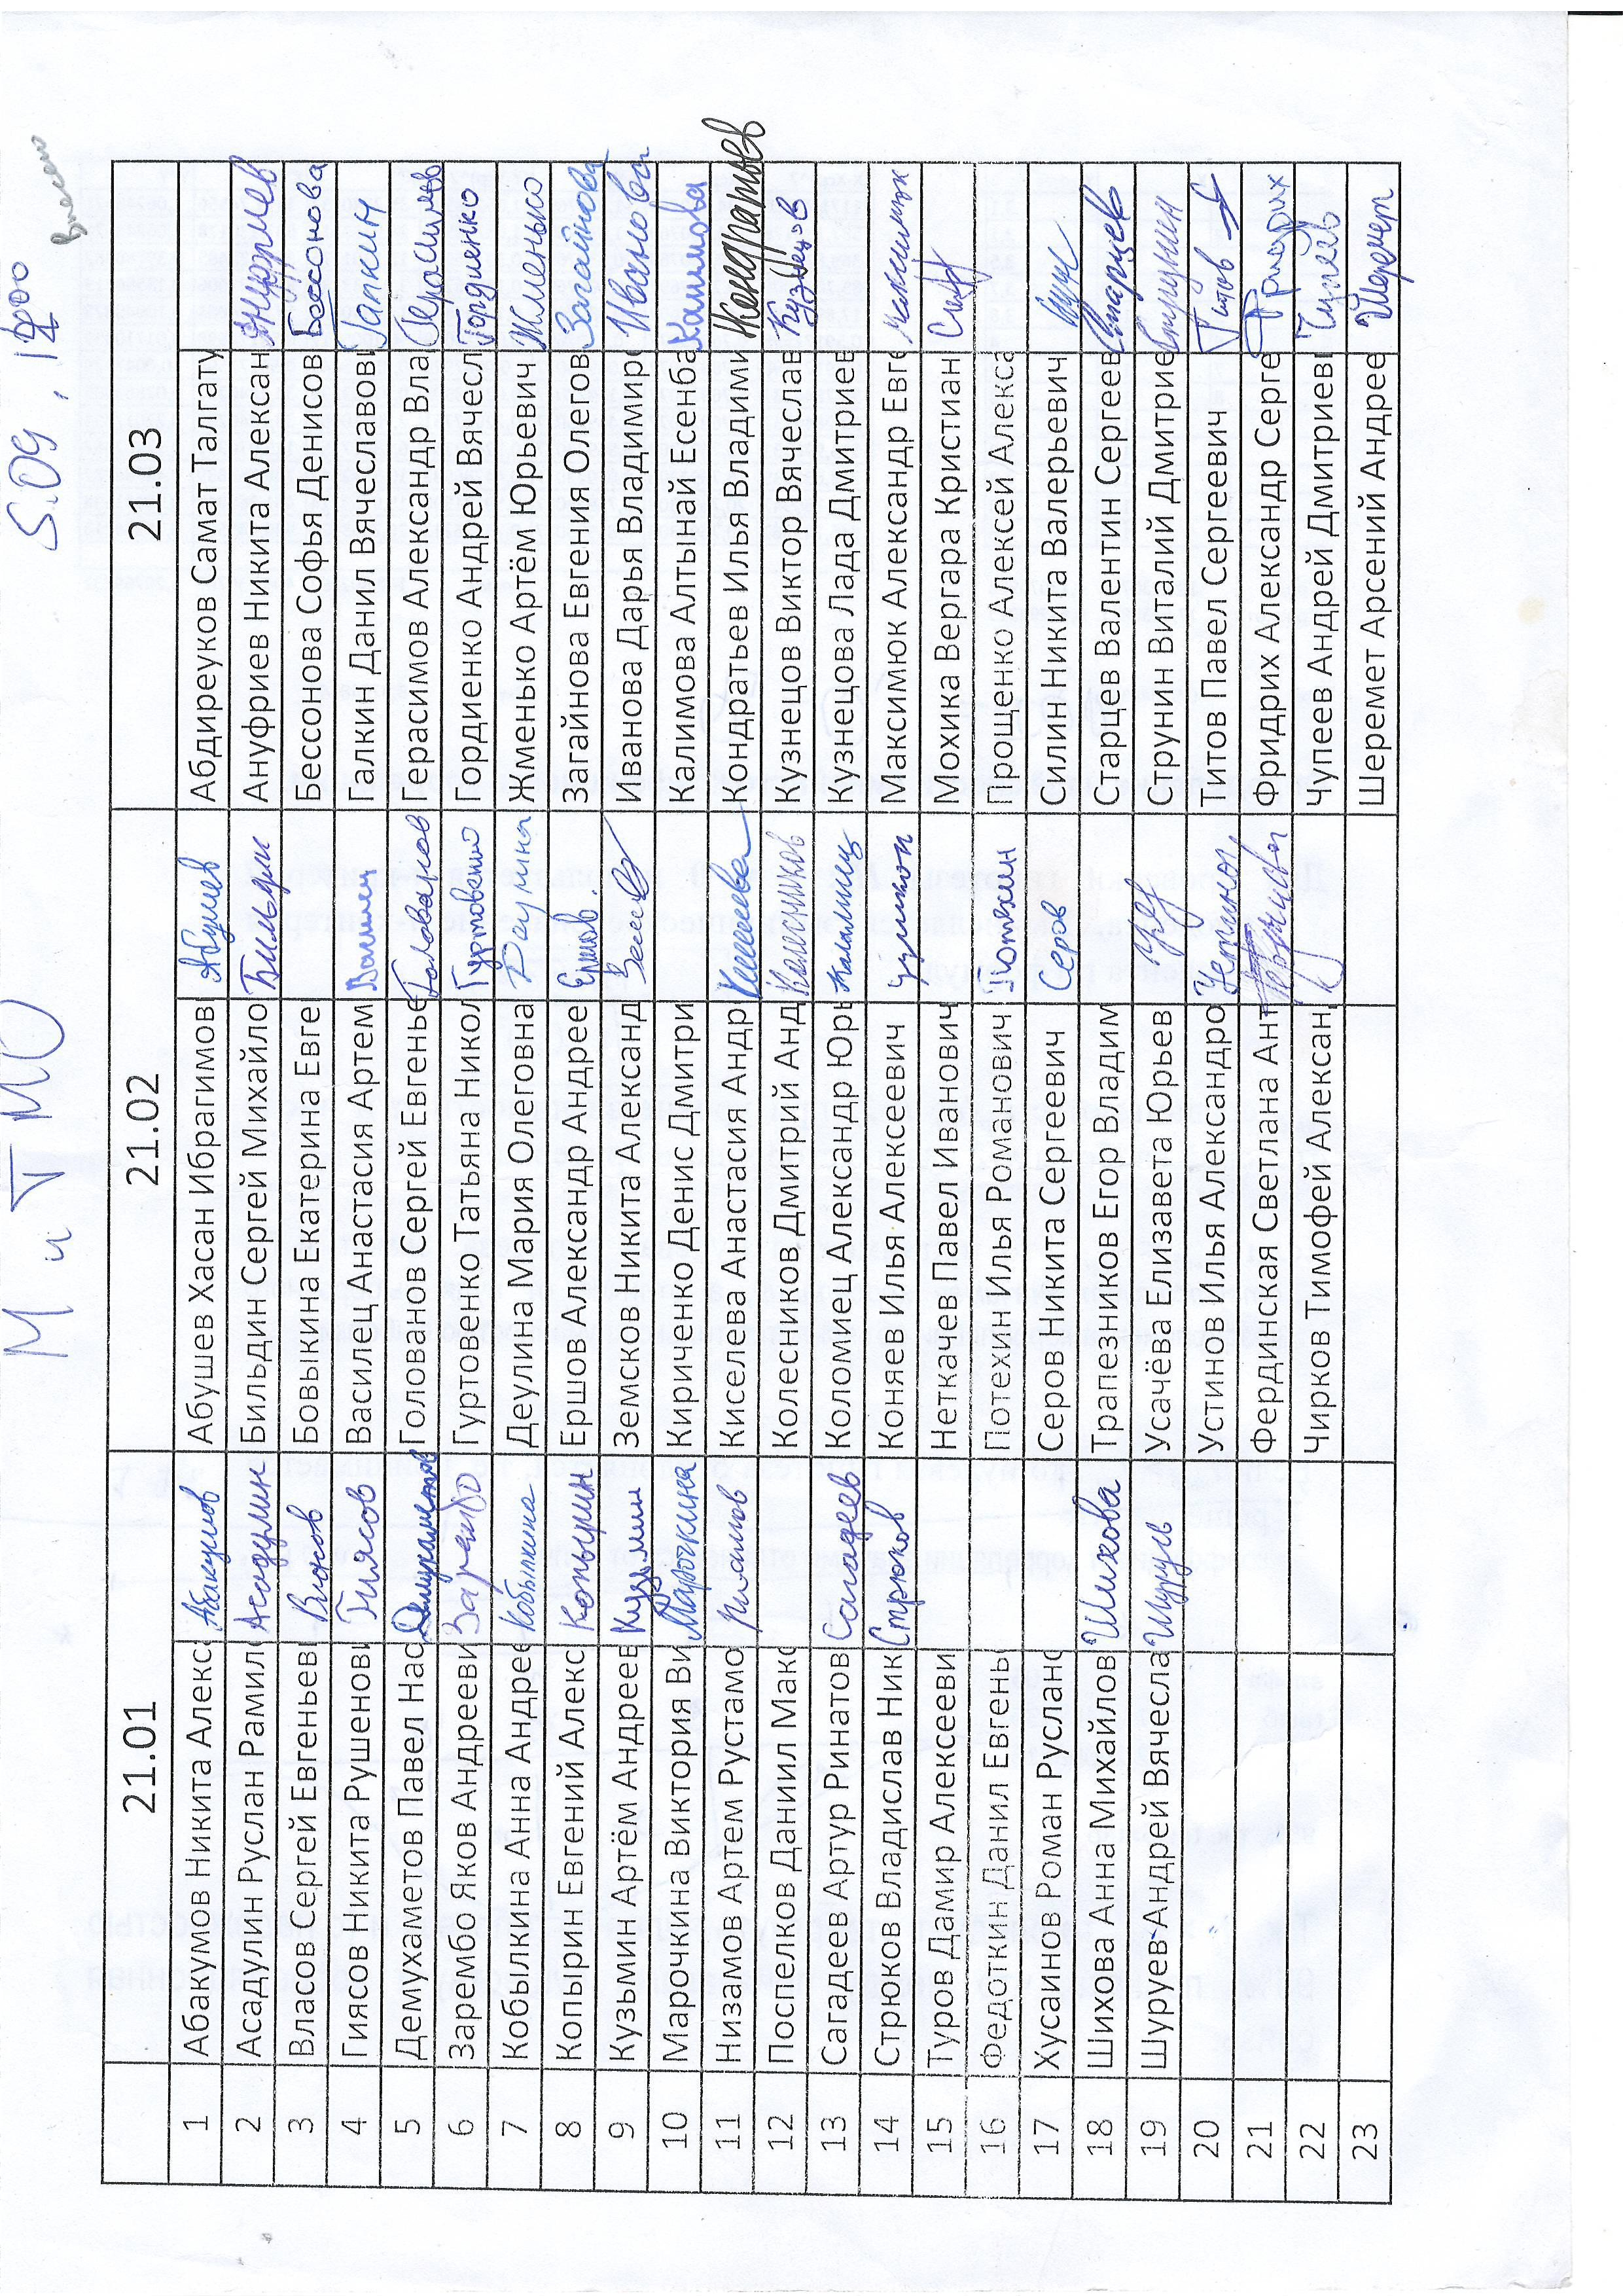 М и ТМО 5.09, 12:00
Внесено
21.01 21.02 21.03
1 Абакумов Никита Алекса Абакумов Абушев Хасан Ибрагимов Абушев Абдиреуков Самат Талгату
2 Асадулин Руслан Рамил Асадулин Бильдин Сергей Михайло Бильдин Ануфриев Никита Алексан Ануфриев
3 Власов Сергей Евгеньев Власов Бовыкина Екатерина Евге Бессонова Софья Денисов Бессонова
4 Гиясов Никита Рушенов Гиясов Василец Анастасия Артем Василец Галкин Данил Вячеславов Галкин
5 Демухаметов Павел Нас Демухаметов Голованов Сергей Евгенье Голованов Герасимов Александр Вла Герасимов
6 Зарембо Яков Андрееви Зарембо Гуртовенко Татьяна Никол Гуртовенко Гордиенко Андрей Вячесл Гордиенко
7 Кобылкина Анна Андрее Кобылкина Деулина Мария Олеговна Деулина Жменько Артём Юрьевич Жменько
8 Копырин Евгений Алекс Копырин Ершов Александр Андрее Ершов. Загайнова Евгения Олегов Загайнова
9 Кузьмин Артём Андреев Кузьмин Земсков Никита Александ Иванова Дарья Владимир Иванова
10 Марочкина Виктория Ви Марочкина Кириченко Денис Дмитри Калимова Алтынай Есенба Калимова
11 Низамов Артем Рустамо Низамов Киселева Анастасия Андр Киселева Кондратьев Илья Владими Кондратьев
12 Поспелков Даниил Макс Колесников Дмитрий Анд Колесников Кузнецов Виктор Вячеслав Кузнецов
13 Сагадеев Артур Ринатов Сагадеев Коломиец Александр Юрь Коломиец Кузнецова Лада Дмитриев
14 Стрюков Владислав Ник Стрюков Коняев Илья Алексеевич Максимюк Александр Евге Максимюк
15 Туров Дамир Алексееви Неткачев Павел Иванович Мохика Вергара Кристиан
16 Федоткин Данил Евгень Потехин Илья Романович Потехин Прощенко Алексей Алекса
17 Хусаинов Роман Руслано Серов Никита Сергеевич Серов Силин Никита Валерьевич
18 Шихова Анна Михайлов Шихова Трапезников Егор Владим Старцев Валентин Сергеев Старцев
19 Шуруев Андрей Вячесла Шуруев Усачёва Елизавета Юрьев Струнин Виталий Дмитрие Струнин
20 Устинов Илья Александро Устинов Титов Павел Сергеевич Титов
21 Фердинская Светлана Ант Фридрих Александр Серге Фридрих
22 Чирков Тимофей Алексан Чупеев Андрей Дмитриев Чупеев
23 Шеремет Арсений Андрее Шеремет